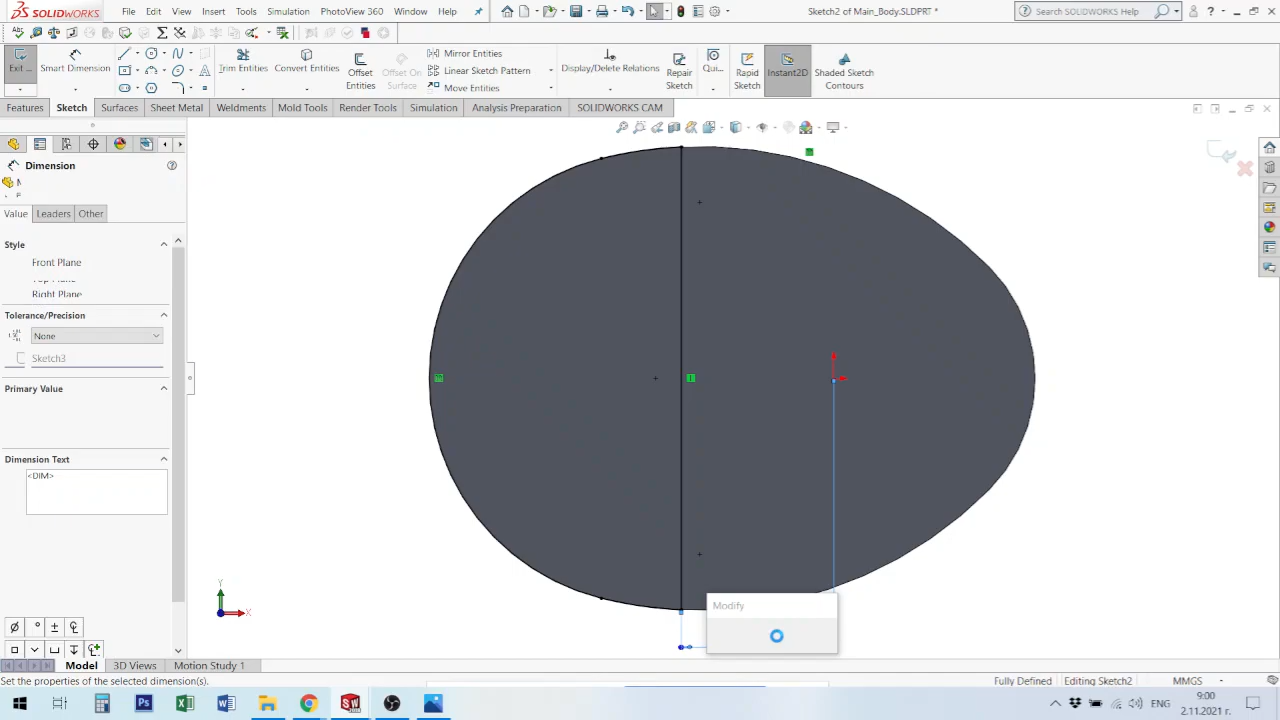 SOLIDWORKS File Edit View Insert Tools Simulation PhotoView 360 Window Help Sketch2 of Main_Body.SLDPRT * Search SOLIDWORKS Help
Exit ... Smart Dimension Trim Entities Convert Entities Offset Entities Offset On Surface Mirror Entities Linear Sketch Pattern Move Entities Display/Delete Relations Repair Sketch Qui... Rapid Sketch Instant2D Shaded Sketch Contours
Features Sketch Surfaces Sheet Metal Weldments Mold Tools Render Tools Simulation Analysis Preparation SOLIDWORKS CAM
Dimension
Value Leaders Other
Style
Front Plane
Right Plane
Tolerance/Precision
None
Sketch3
Primary Value
Dimension Text
<DIM>
Y
X
Modify
Model 3D Views Motion Study 1
Set the properties of the selected dimension(s). Fully Defined Editing Sketch2 MMGS
ENG 9:00
2.11.2021 г.